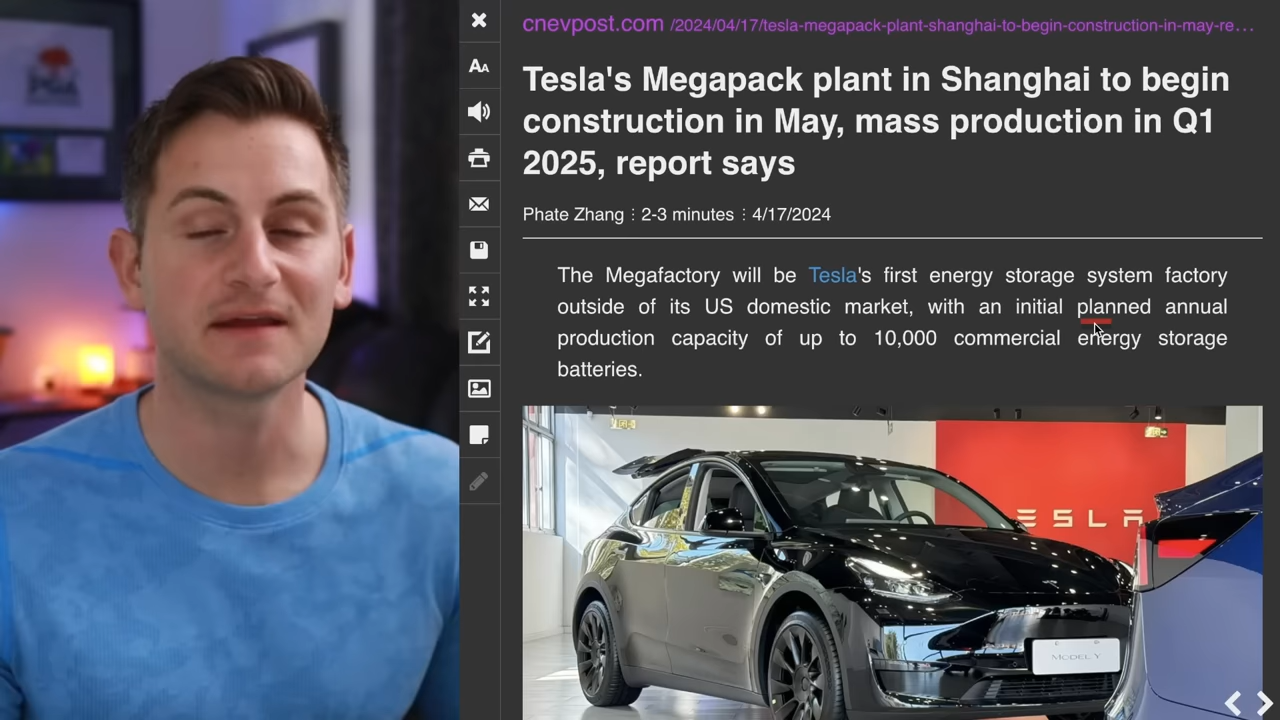 cnevpost.com /2024/04/17/tesla-megapack-plant-shanghai-to-begin-construction-in-may-re…
AA
Tesla's Megapack plant in Shanghai to begin
construction in May, mass production in Q1
2025, report says
Phate Zhang ⋮ 2-3 minutes ⋮ 4/17/2024
The Megafactory will be Tesla's first energy storage system factory
outside of its US domestic market, with an initial planned annual
production capacity of up to 10,000 commercial energy storage
batteries.
ESLA
MODEL Y